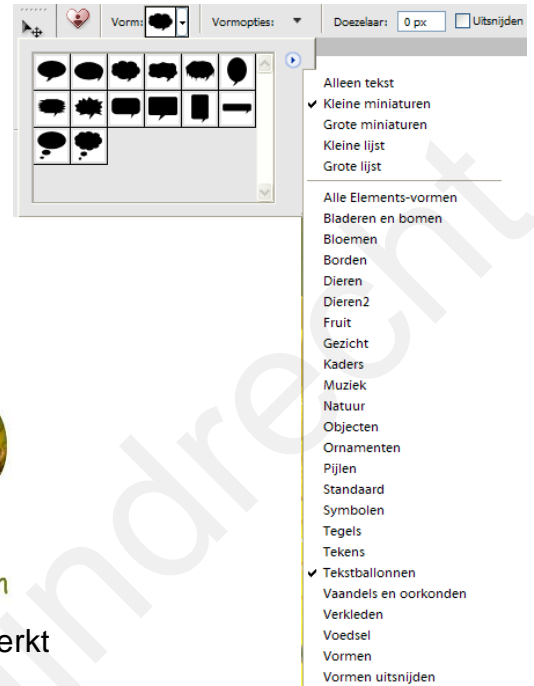 Vorm:
Vormopties:
Doezelaar: 0 px
Uitsnijden
Alleen tekst
Kleine miniaturen
Grote miniaturen
Kleine lijst
Grote lijst
Alle Elements-vormen
Bladeren en bomen
Bloemen
Borden
Dieren
Dieren2
Fruit
Gezicht
Kaders
Muziek
Natuur
Objecten
Ornamenten
Pijlen
Standaard
Symbolen
Tegels
Tekens
Tekstballonnen
Vaandels en oorkonden
Verkleden
Voedsel
Vormen
Vormen uitsnijden
erkt
indrecht